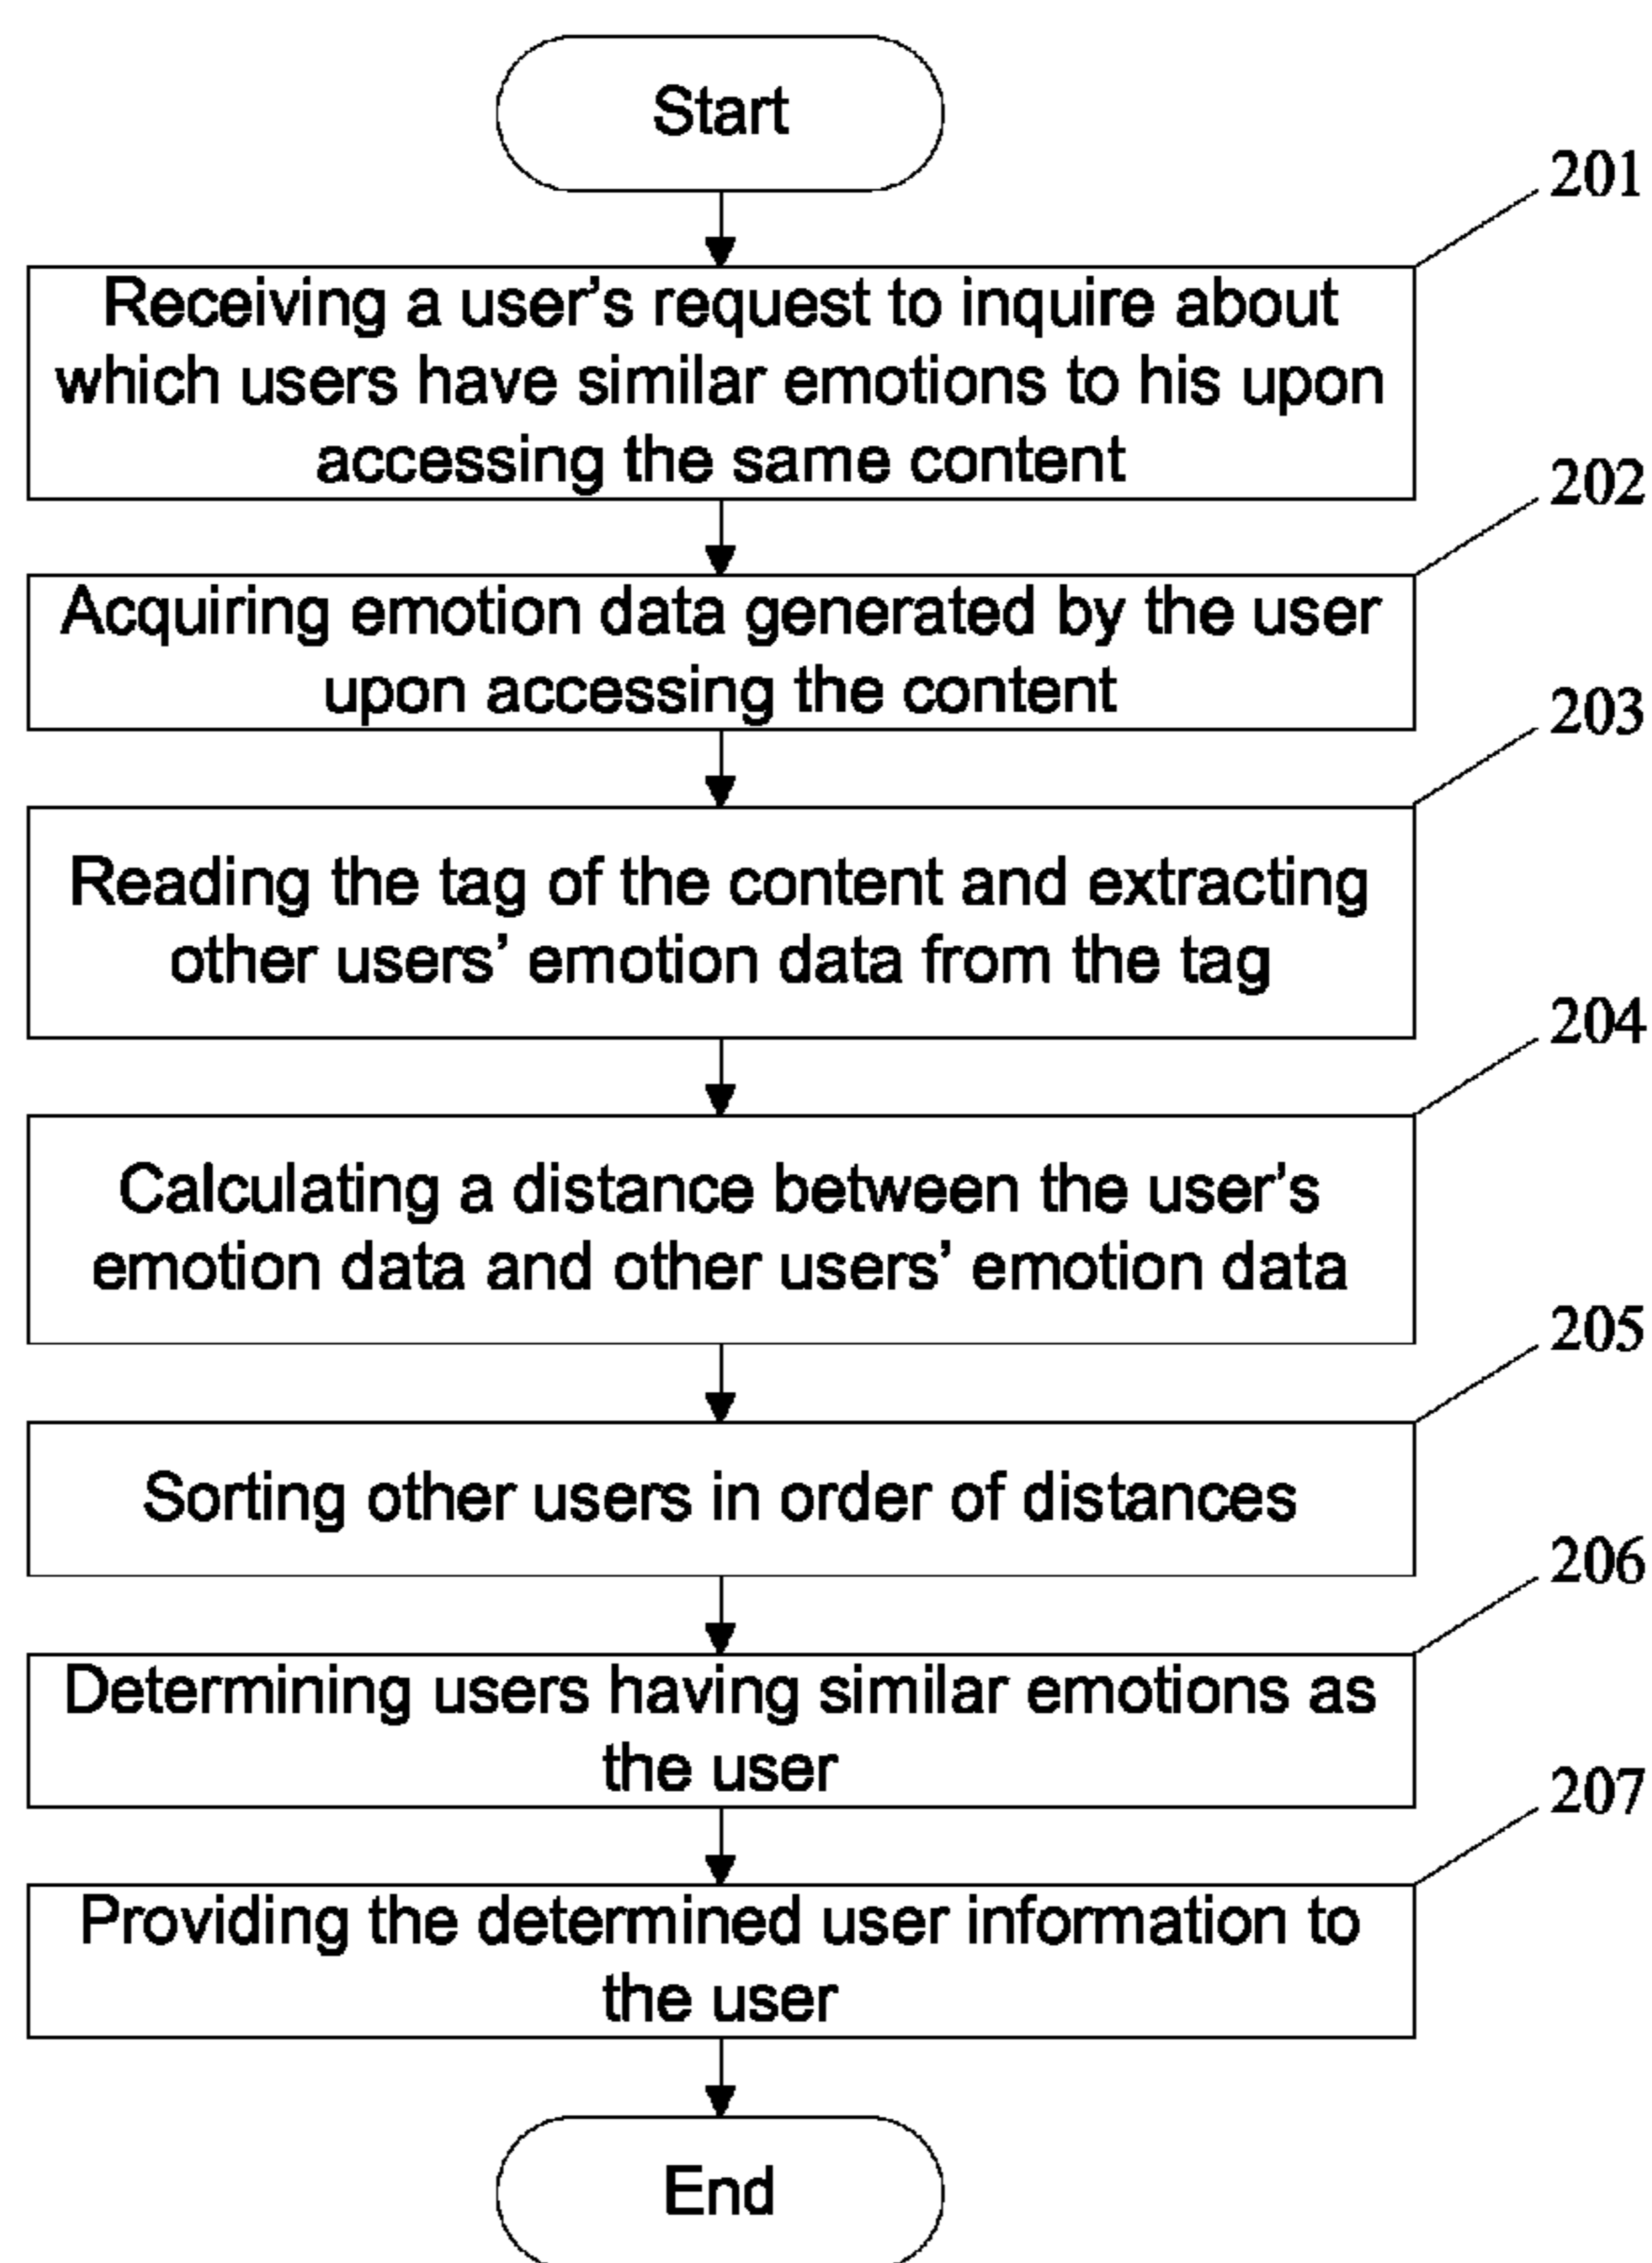 Start
201
Receiving a user’s request to inquire about
which users have similar emotions to his upon
accessing the same content
202
Acquiring emotion data generated by the user
upon accessing the content
203
Reading the tag of the content and extracting
other users’ emotion data from the tag
204
Calculating a distance between the user’s
emotion data and other users’ emotion data
205
Sorting other users in order of distances
206
Determining users having similar emotions as
the user
207
Providing the determined user information to
the user
End